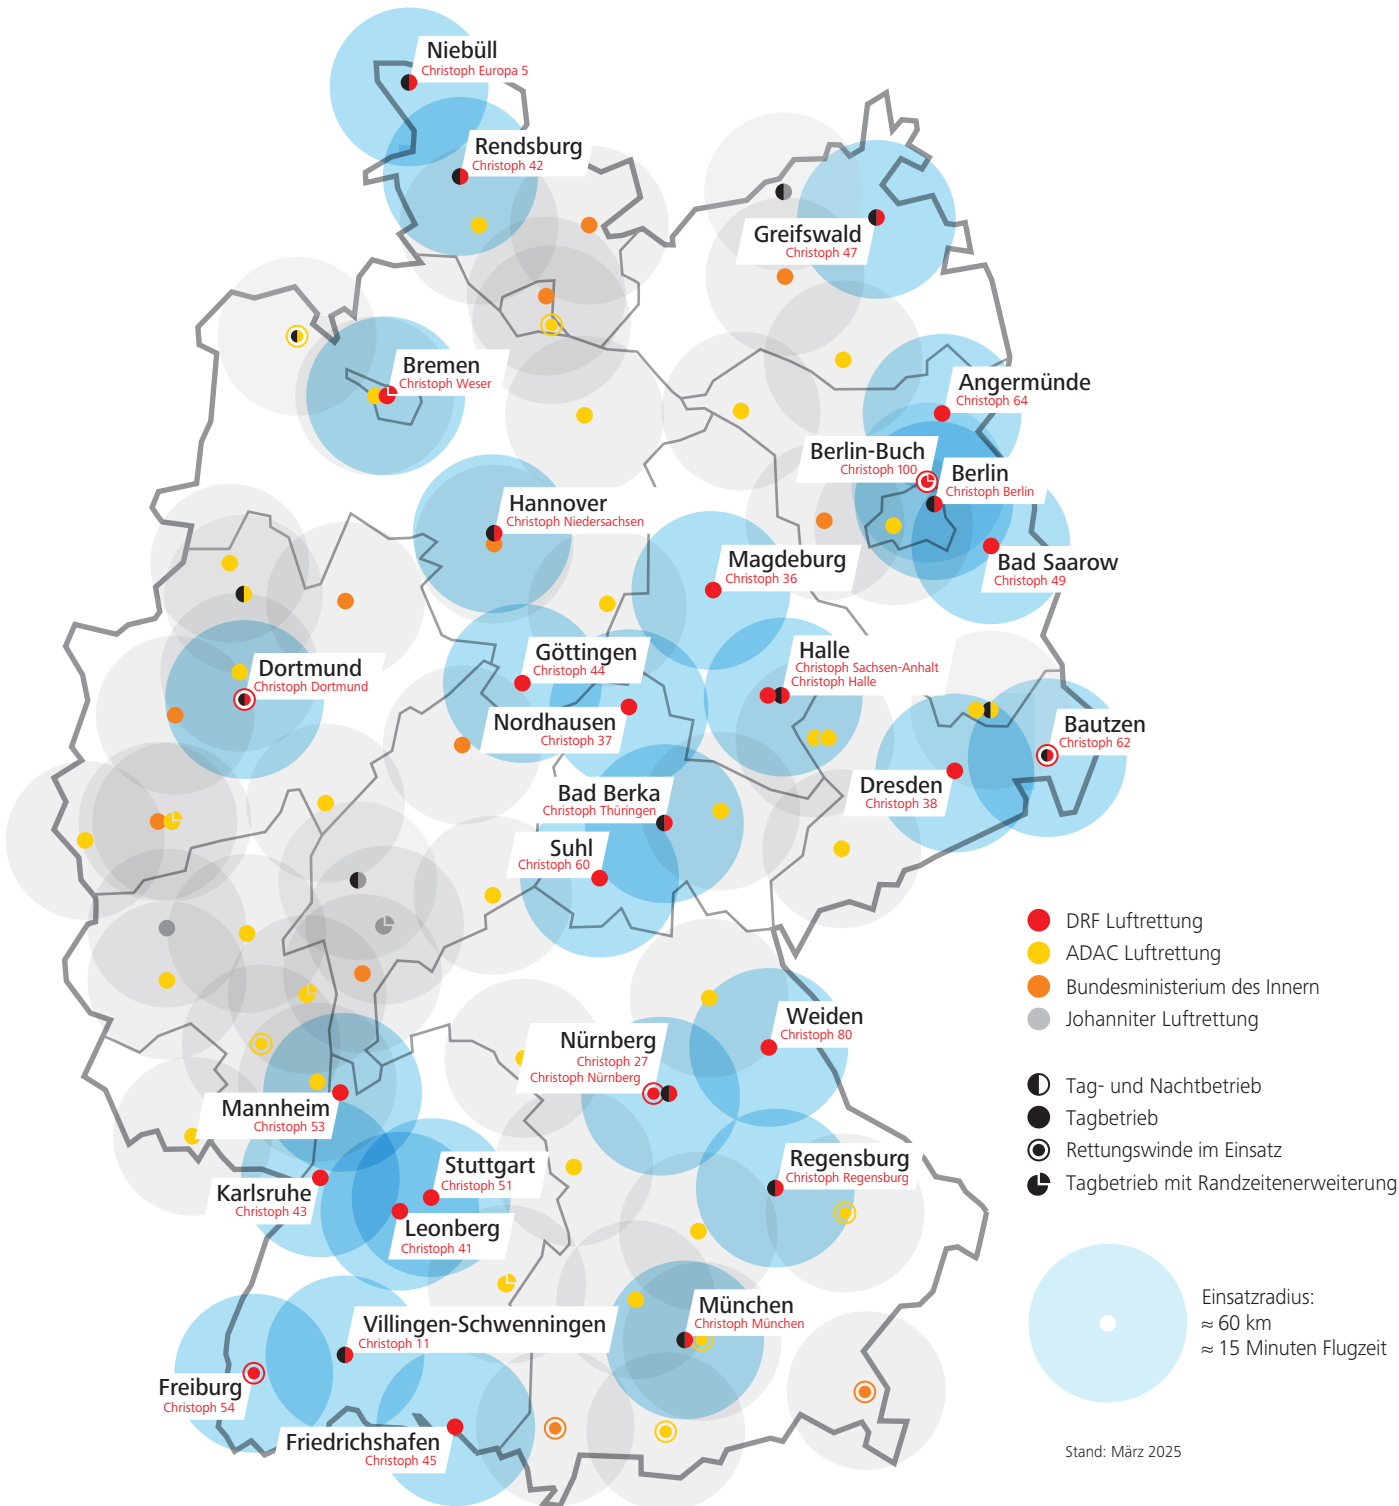 Niebüll
Christoph Europa 5
Rendsburg
Christoph 42
Greifswald
Christoph 47
Bremen
Christoph Weser
Angermünde
Christoph 64
Berlin-Buch
Christoph 100
Berlin
Christoph Berlin
Hannover
Christoph Niedersachsen
Magdeburg
Christoph 36
Bad Saarow
Christoph 49
Göttingen
Christoph 44
Halle
Christoph Sachsen-Anhalt
Christoph Halle
Dortmund
Christoph Dortmund
Nordhausen
Christoph 37
Bautzen
Christoph 62
Dresden
Christoph 38
Bad Berka
Christoph Thüringen
Suhl
Christoph 60
DRF Luftrettung
ADAC Luftrettung
Bundesministerium des Innern
Johanniter Luftrettung
Tag- und Nachtbetrieb
Tagbetrieb
Rettungswinde im Einsatz
Tagbetrieb mit Randzeitenerweiterung
Weiden
Christoph 80
Nürnberg
Christoph 27
Christoph Nürnberg
Mannheim
Christoph 53
Stuttgart
Christoph 51
Regensburg
Christoph Regensburg
Karlsruhe
Christoph 43
Leonberg
Christoph 41
München
Christoph München
Villingen-Schwenningen
Christoph 11
Freiburg
Christoph 54
Friedrichshafen
Christoph 45
Einsatzradius:
≈ 60 km
≈ 15 Minuten Flugzeit
Stand: März 2025